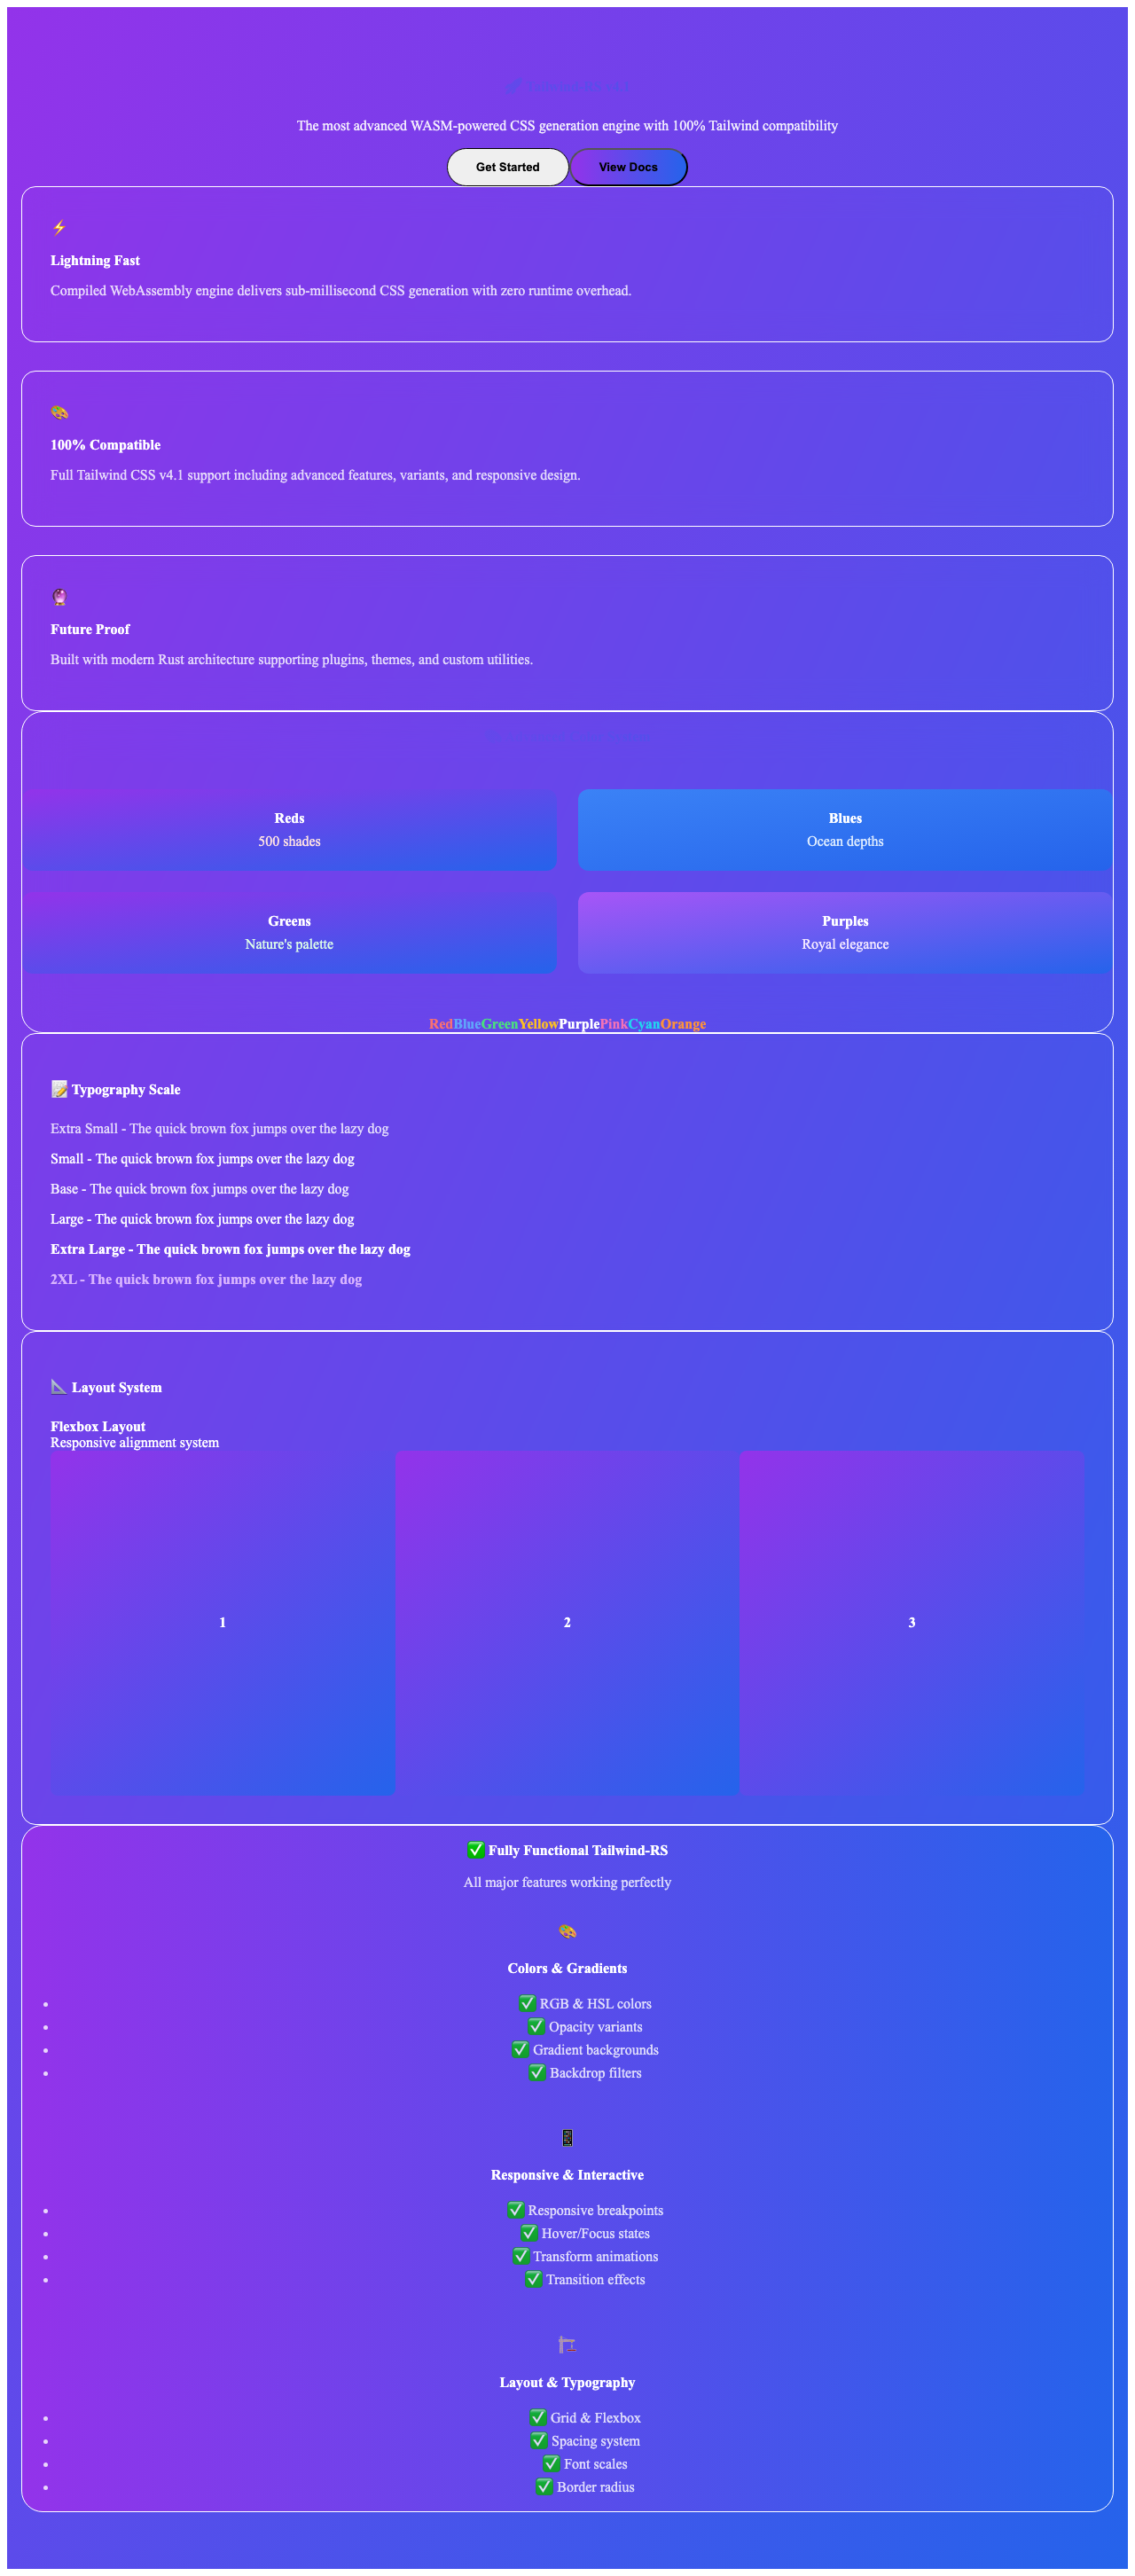 The most advanced WASM-powered CSS generation engine with 100% Tailwind compatibility
Get Started
View Docs
⚡
Lightning Fast
Compiled WebAssembly engine delivers sub-millisecond CSS generation with zero runtime overhead.
🎨
100% Compatible
Full Tailwind CSS v4.1 support including advanced features, variants, and responsive design.
🔮
Future Proof
Built with modern Rust architecture supporting plugins, themes, and custom utilities.
Reds
500 shades
Blues
Ocean depths
Greens
Nature's palette
Purples
Royal elegance
RedBlueGreenYellowPurplePinkCyanOrange
📝 Typography Scale
Extra Small - The quick brown fox jumps over the lazy dog
Small - The quick brown fox jumps over the lazy dog
Base - The quick brown fox jumps over the lazy dog
Large - The quick brown fox jumps over the lazy dog
Extra Large - The quick brown fox jumps over the lazy dog
2XL - The quick brown fox jumps over the lazy dog
📐 Layout System
Flexbox Layout
Responsive alignment system
1
2
3
✅ Fully Functional Tailwind-RS
All major features working perfectly
🎨
Colors & Gradients
• ✅ RGB & HSL colors
• ✅ Opacity variants
• ✅ Gradient backgrounds
• ✅ Backdrop filters
📱
Responsive & Interactive
• ✅ Responsive breakpoints
• ✅ Hover/Focus states
• ✅ Transform animations
• ✅ Transition effects
🏗️
Layout & Typography
• ✅ Grid & Flexbox
• ✅ Spacing system
• ✅ Font scales
• ✅ Border radius